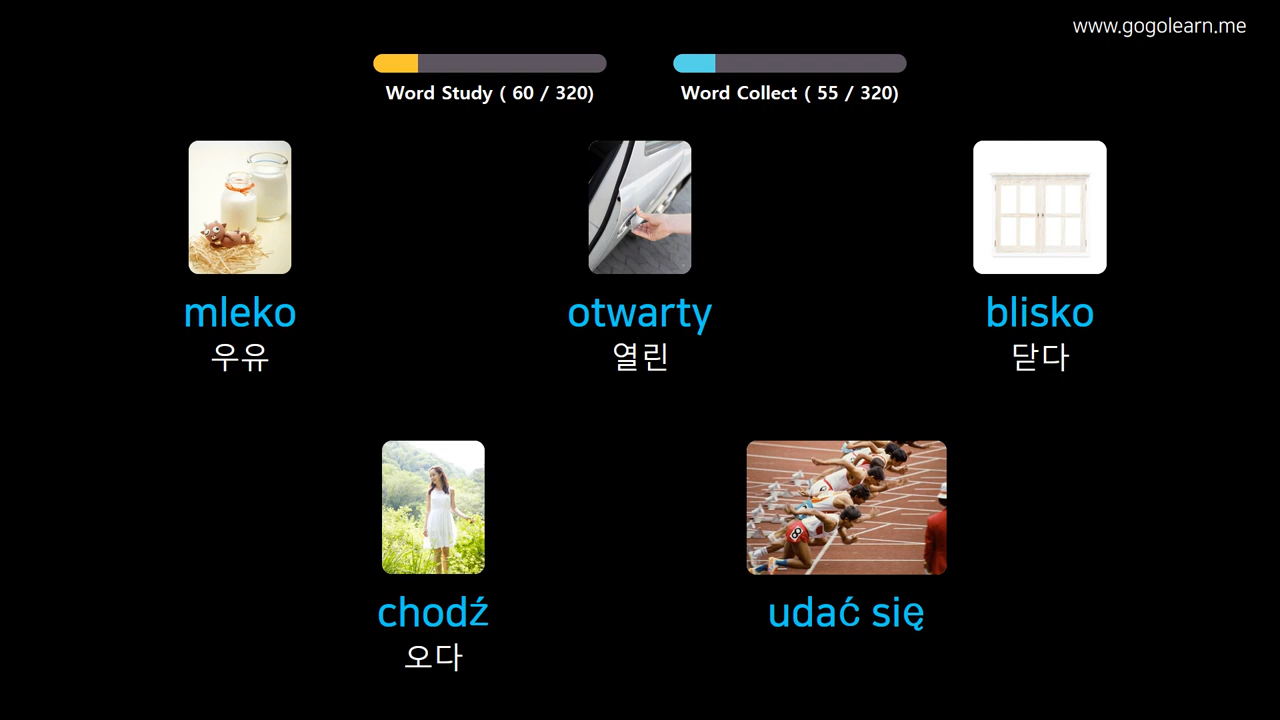 www.gogolearn.me
Word Study ( 60 / 320)
Word Collect ( 55 / 320)
mleko
otwarty
blisko
우유
열린
닫다
chodź
udać się
오다